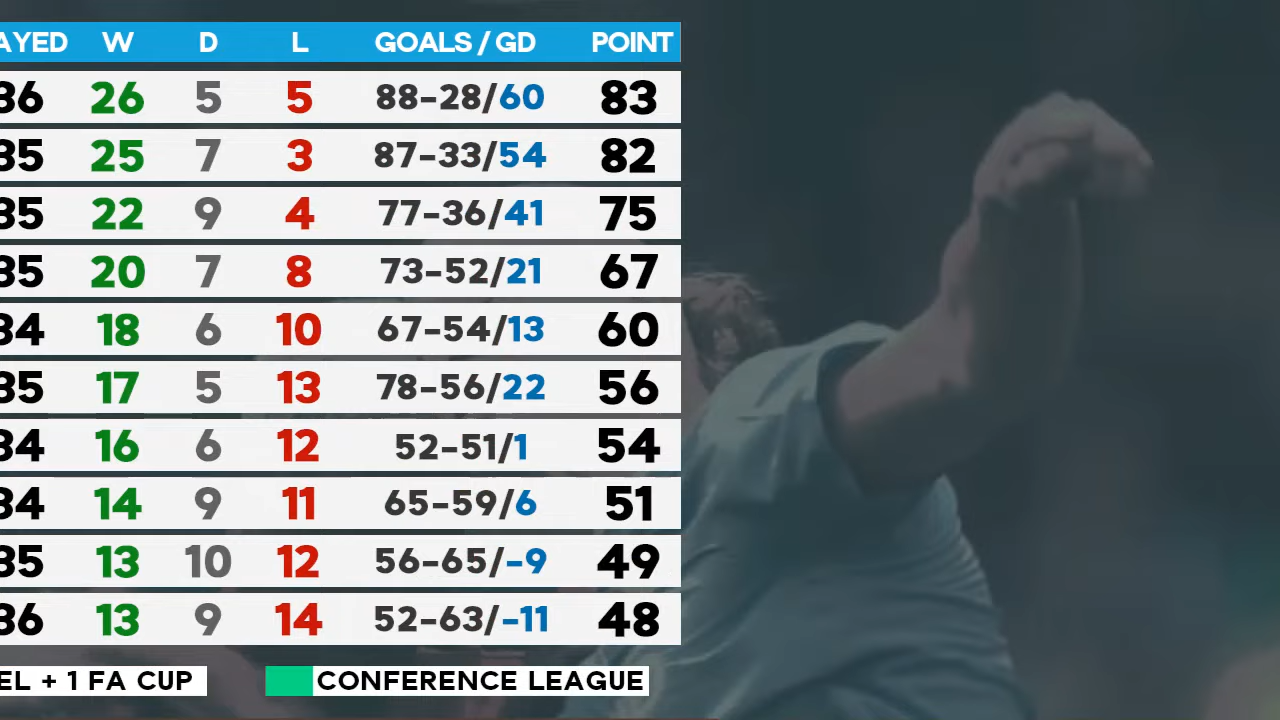 AYED W D L GOALS / GD POINT
36 26 5 5 88-28/60 83
35 25 7 3 87-33/54 82
35 22 9 4 77-36/41 75
35 20 7 8 73-52/21 67
34 18 6 10 67-54/13 60
35 17 5 13 78-56/22 56
34 16 6 12 52-51/1 54
34 14 9 11 65-59/6 51
35 13 10 12 56-65/-9 49
36 13 9 14 52-63/-11 48
EL + 1 FA CUP CONFERENCE LEAGUE